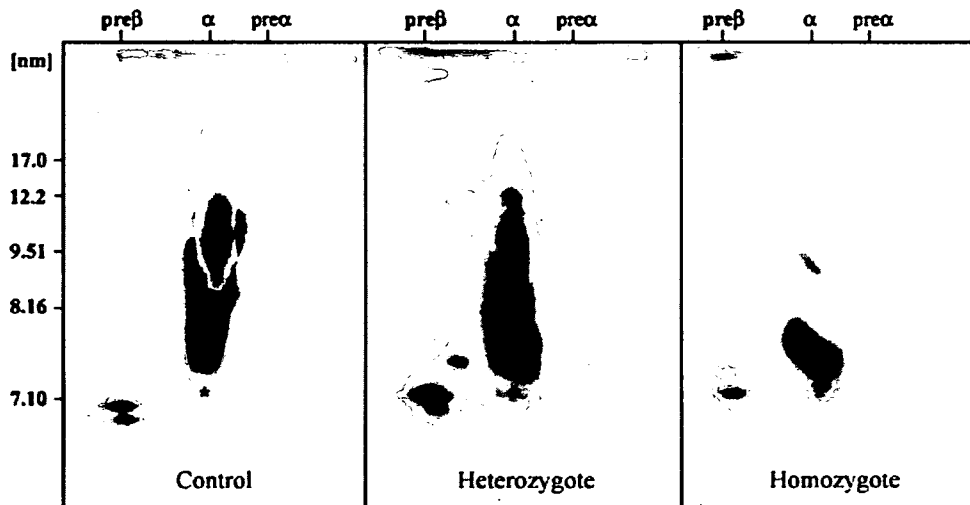 preβ α preα preβ α preα preβ α preα
[nm]
17.0
12.2
9.51
8.16
7.10
*
*
Control Heterozygote Homozygote